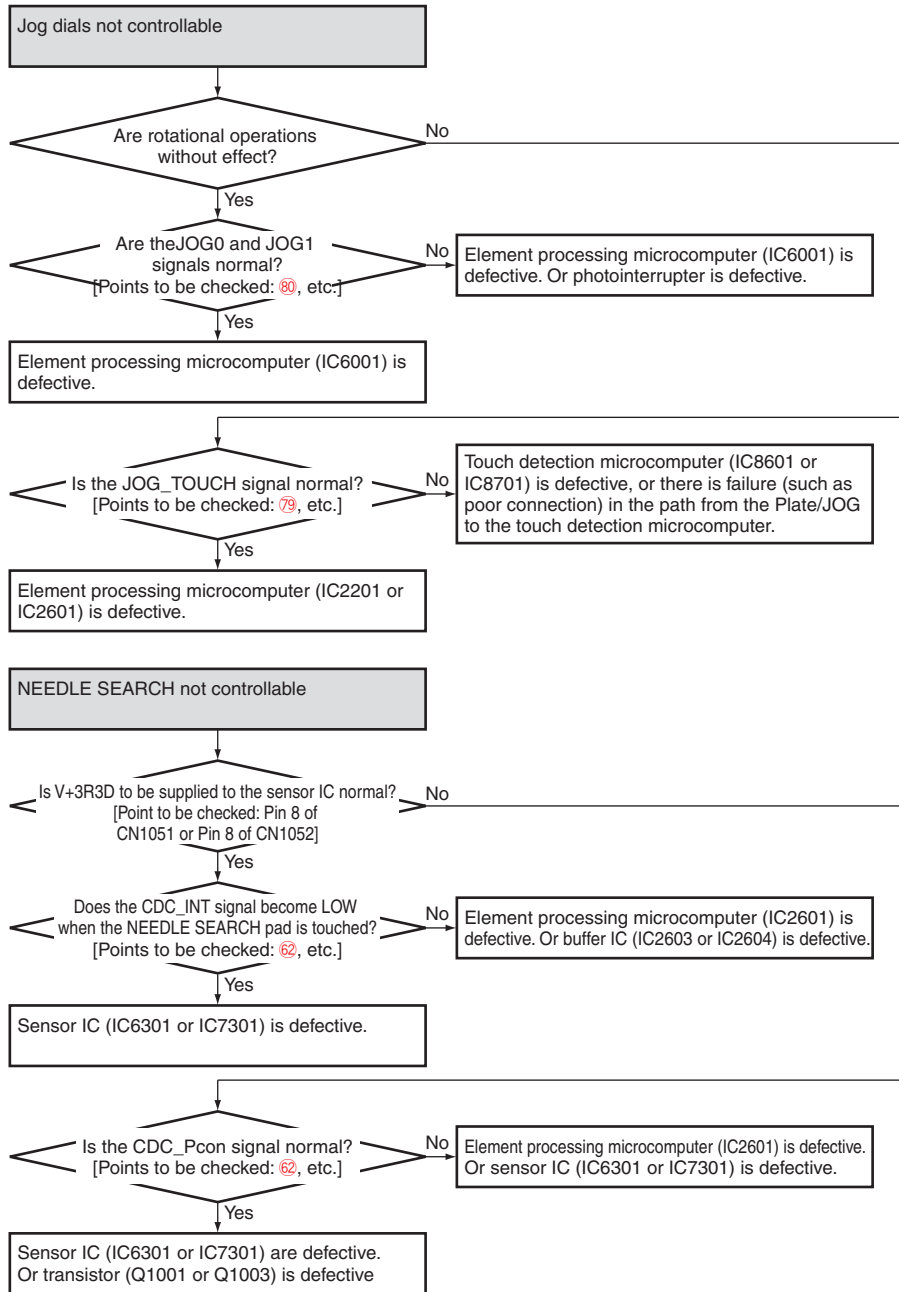 Jog dials not controllable
Are rotational operations
without effect?
No
Yes
Are theJOG0 and JOG1
signals normal?
[Points to be checked: 80, etc.]
No
Element processing microcomputer (IC6001) is
defective. Or photointerrupter is defective.
Yes
Element processing microcomputer (IC6001) is
defective.
Is the JOG_TOUCH signal normal?
[Points to be checked: 79, etc.]
No
Touch detection microcomputer (IC8601 or
IC8701) is defective, or there is failure (such as
poor connection) in the path from the Plate/JOG
to the touch detection microcomputer.
Yes
Element processing microcomputer (IC2201 or
IC2601) is defective.
NEEDLE SEARCH not controllable
Is V+3R3D to be supplied to the sensor IC normal?
[Point to be checked: Pin 8 of
CN1051 or Pin 8 of CN1052]
No
Yes
Does the CDC_INT signal become LOW
when the NEEDLE SEARCH pad is touched?
[Points to be checked: 62, etc.]
No
Element processing microcomputer (IC2601) is
defective. Or buffer IC (IC2603 or IC2604) is defective.
Yes
Sensor IC (IC6301 or IC7301) is defective.
Is the CDC_Pcon signal normal?
[Points to be checked: 62, etc.]
No
Element processing microcomputer (IC2601) is defective.
Or sensor IC (IC6301 or IC7301) is defective.
Yes
Sensor IC (IC6301 or IC7301) are defective.
Or transistor (Q1001 or Q1003) is defective